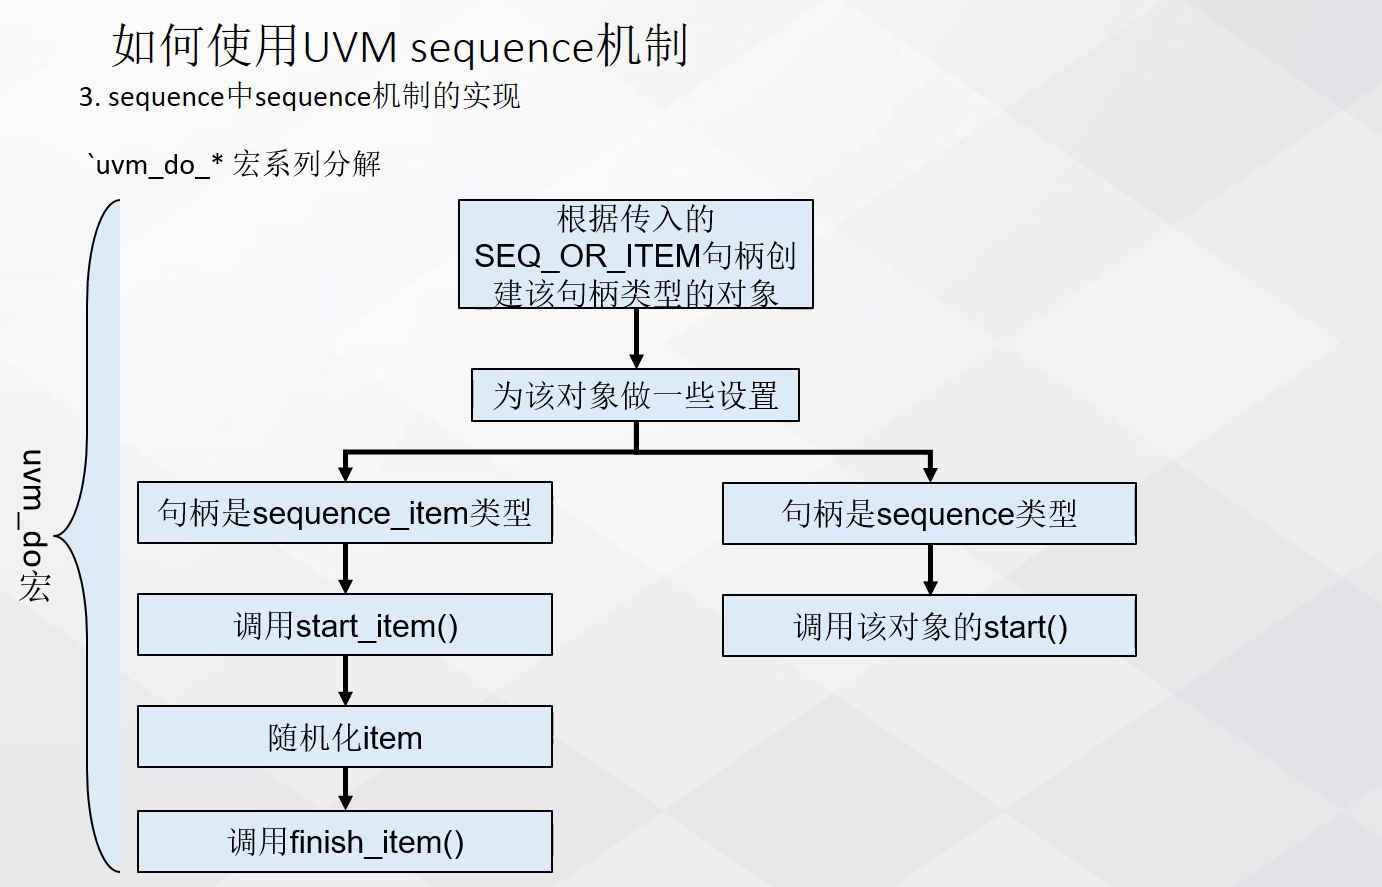 如何使用UVM sequence机制
3. sequence中sequence机制的实现
`uvm_do_* 宏系列分解
根据传入的
SEQ_OR_ITEM句柄创
建该句柄类型的对象
为该对象做一些设置
句柄是sequence_item类型
句柄是sequence类型
调用start_item()
调用该对象的start()
随机化item
调用finish_item()
uvm_do宏